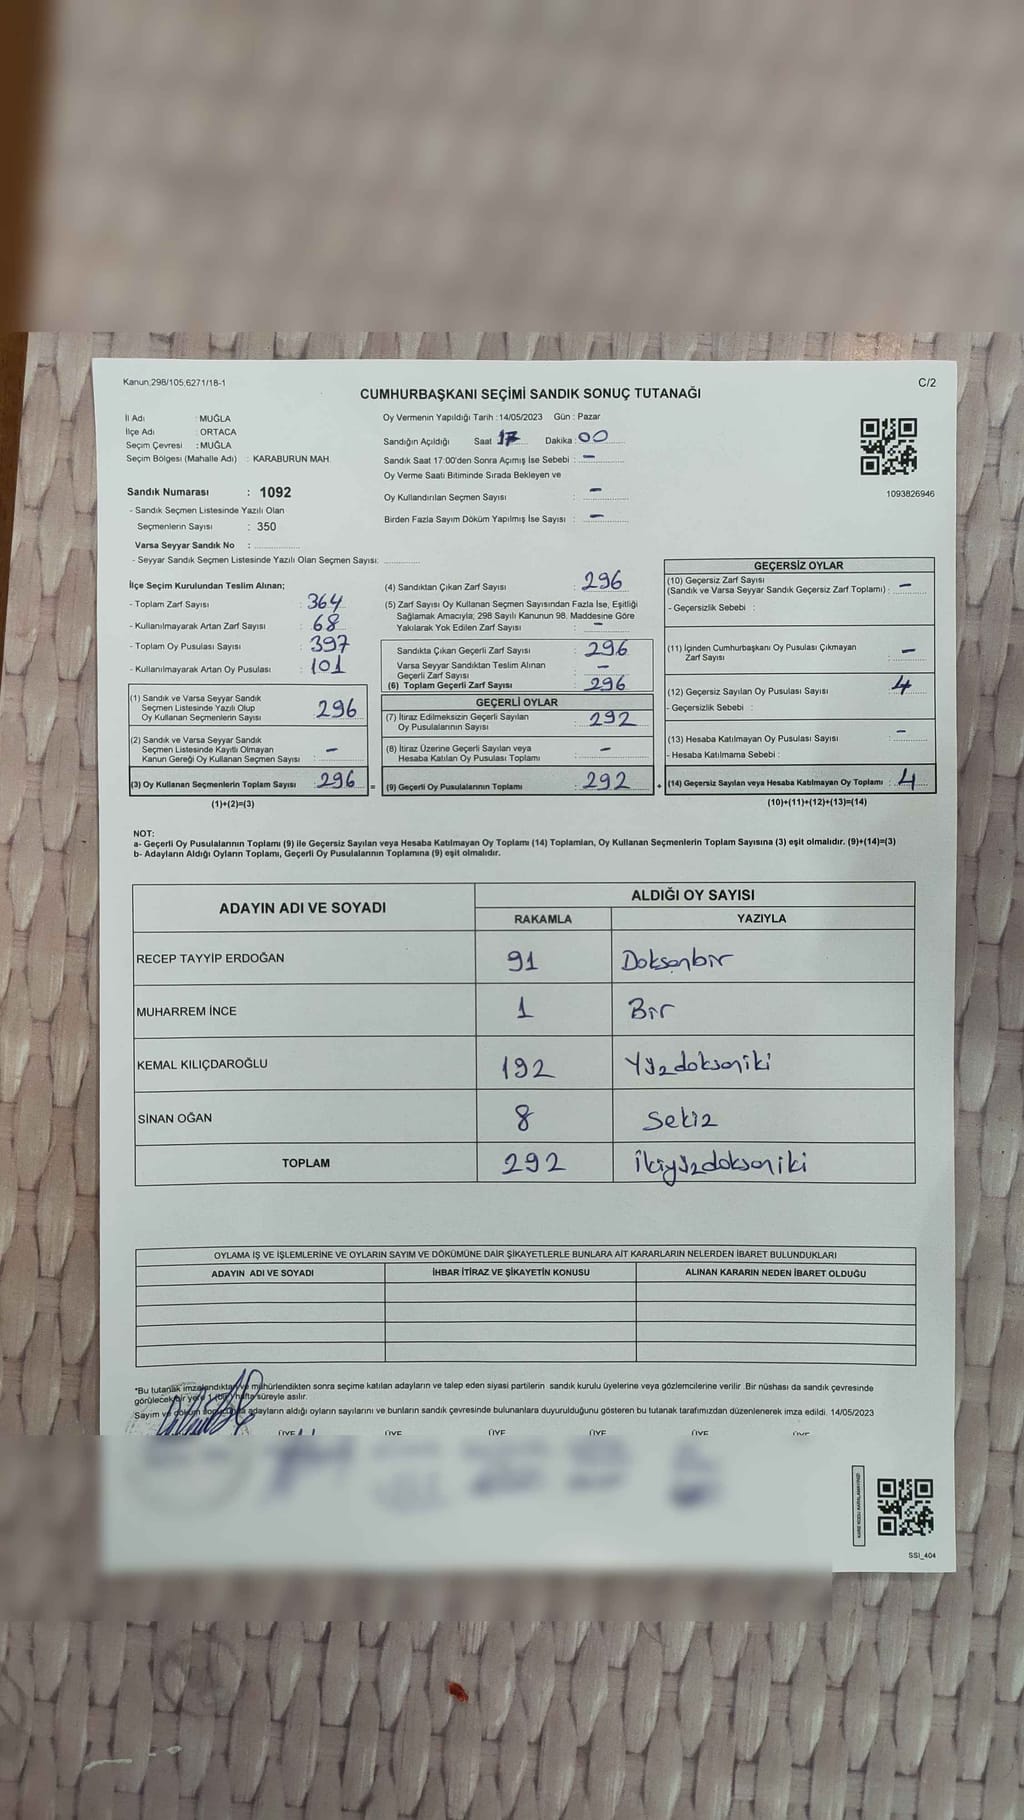 Kanun;298/105;6271/18-1
C/2
CUMHURBAŞKANI SEÇİMİ SANDIK SONUÇ TUTANAĞI
İl Adı : MUĞLA
İlçe Adı : ORTACA
Seçim Çevresi : MUĞLA
Seçim Bölgesi (Mahalle Adı) : KARABURUN MAH.
Sandık Numarası : 1092
- Sandık Seçmen Listesinde Yazılı Olan
Seçmenlerin Sayısı : 350
Varsa Seyyar Sandık No :
- Seyyar Sandık Seçmen Listesinde Yazılı Olan Seçmen Sayısı:
Oy Vermenin Yapıldığı Tarih :14/05/2023 Gün : Pazar
Sandığın Açıldığı Saat 17 Dakika : 00
Sandık Saat 17:00'den Sonra Açımış İse Sebebi : –
Oy Verme Saati Bitiminde Sırada Bekleyen ve
Oy Kullandırılan Seçmen Sayısı : –
Birden Fazla Sayım Döküm Yapılmış İse Sayısı : –
1093826946
İlçe Seçim Kurulundan Teslim Alınan;
- Toplam Zarf Sayısı : 364
- Kullanılmayarak Artan Zarf Sayısı : 68
- Toplam Oy Pusulası Sayısı : 397
- Kullanılmayarak Artan Oy Pusulası : 101
(1) Sandık ve Varsa Seyyar Sandık
Seçmen Listesinde Yazılı Olup
Oy Kullanan Seçmenlerin Sayısı : 296
(2) Sandık ve Varsa Seyyar Sandık
Seçmen Listesinde Kayıtlı Olmayan
Kanun Gereği Oy Kullanan Seçmen Sayısı : –
(3) Oy Kullanan Seçmenlerin Toplam Sayısı : 296
(1)+(2)=(3)
(4) Sandıktan Çıkan Zarf Sayısı : 296
(5) Zarf Sayısı Oy Kullanan Seçmen Sayısından Fazla İse, Eşitliği
Sağlamak Amacıyla; 298 Sayılı Kanunun 98. Maddesine Göre
Yakılarak Yok Edilen Zarf Sayısı : –
Sandıkta Çıkan Geçerli Zarf Sayısı : 296
Varsa Seyyar Sandıktan Teslim Alınan
Geçerli Zarf Sayısı : –
(6) Toplam Geçerli Zarf Sayısı : 296
GEÇERLİ OYLAR
(7) İtiraz Edilmeksizin Geçerli Sayılan
Oy Pusulalarının Sayısı : 292
(8) İtiraz Üzerine Geçerli Sayılan veya
Hesaba Katılan Oy Pusulası Toplamı : –
= (9) Geçerli Oy Pusulalarının Toplamı : 292 +
GEÇERSİZ OYLAR
(10) Geçersiz Zarf Sayısı
(Sandık ve Varsa Seyyar Sandık Geçersiz Zarf Toplamı) : –
- Geçersizlik Sebebi :
(11) İçinden Cumhurbaşkanı Oy Pusulası Çıkmayan
Zarf Sayısı : –
(12) Geçersiz Sayılan Oy Pusulası Sayısı : 4
- Geçersizlik Sebebi :
(13) Hesaba Katılmayan Oy Pusulası Sayısı : –
- Hesaba Katılmama Sebebi :
(14) Geçersiz Sayılan veya Hesaba Katılmayan Oy Toplamı : 4
(10)+(11)+(12)+(13)=(14)
NOT:
a- Geçerli Oy Pusulalarının Toplamı (9) ile Geçersiz Sayılan veya Hesaba Katılmayan Oy Toplamı (14) Toplamları, Oy Kullanan Seçmenlerin Toplam Sayısına (3) eşit olmalıdır. (9)+(14)=(3)
b- Adayların Aldığı Oyların Toplamı, Geçerli Oy Pusulalarının Toplamına (9) eşit olmalıdır.
ADAYIN ADI VE SOYADI ALDIĞI OY SAYISI
RAKAMLA YAZIYLA
RECEP TAYYİP ERDOĞAN 91 Doksanbir
MUHARREM İNCE 1 Bir
KEMAL KILIÇDAROĞLU 192 Yüzdoksaniki
SİNAN OĞAN 8 Sekiz
TOPLAM 292 İkiyüzdoksaniki
OYLAMA İŞ VE İŞLEMLERİNE VE OYLARIN SAYIM VE DÖKÜMÜNE DAİR ŞİKAYETLERLE BUNLARA AİT KARARLARIN NELERDEN İBARET BULUNDUKLARI
ADAYIN ADI VE SOYADI İHBAR İTİRAZ VE ŞİKAYETİN KONUSU ALINAN KARARIN NEDEN İBARET OLDUĞU
*Bu tutanak imzalandıktan ve mühürlendikten sonra seçime katılan adayların ve talep eden siyasi partilerin sandık kurulu üyelerine veya gözlemcilerine verilir .Bir nüshası da sandık çevresinde
görülecek bir yere 1 (bir) hafta süreyle asılır.
Sayım ve döküm adayların aldığı oyların sayılarını ve bunların sandık çevresinde bulunanlara duyurulduğunu gösteren bu tutanak tarafımızdan düzenlenerek imza edildi. 14/05/2023
ÜYE ÜYE ÜYE ÜYE ÜYE ÜYE
SSİ_404